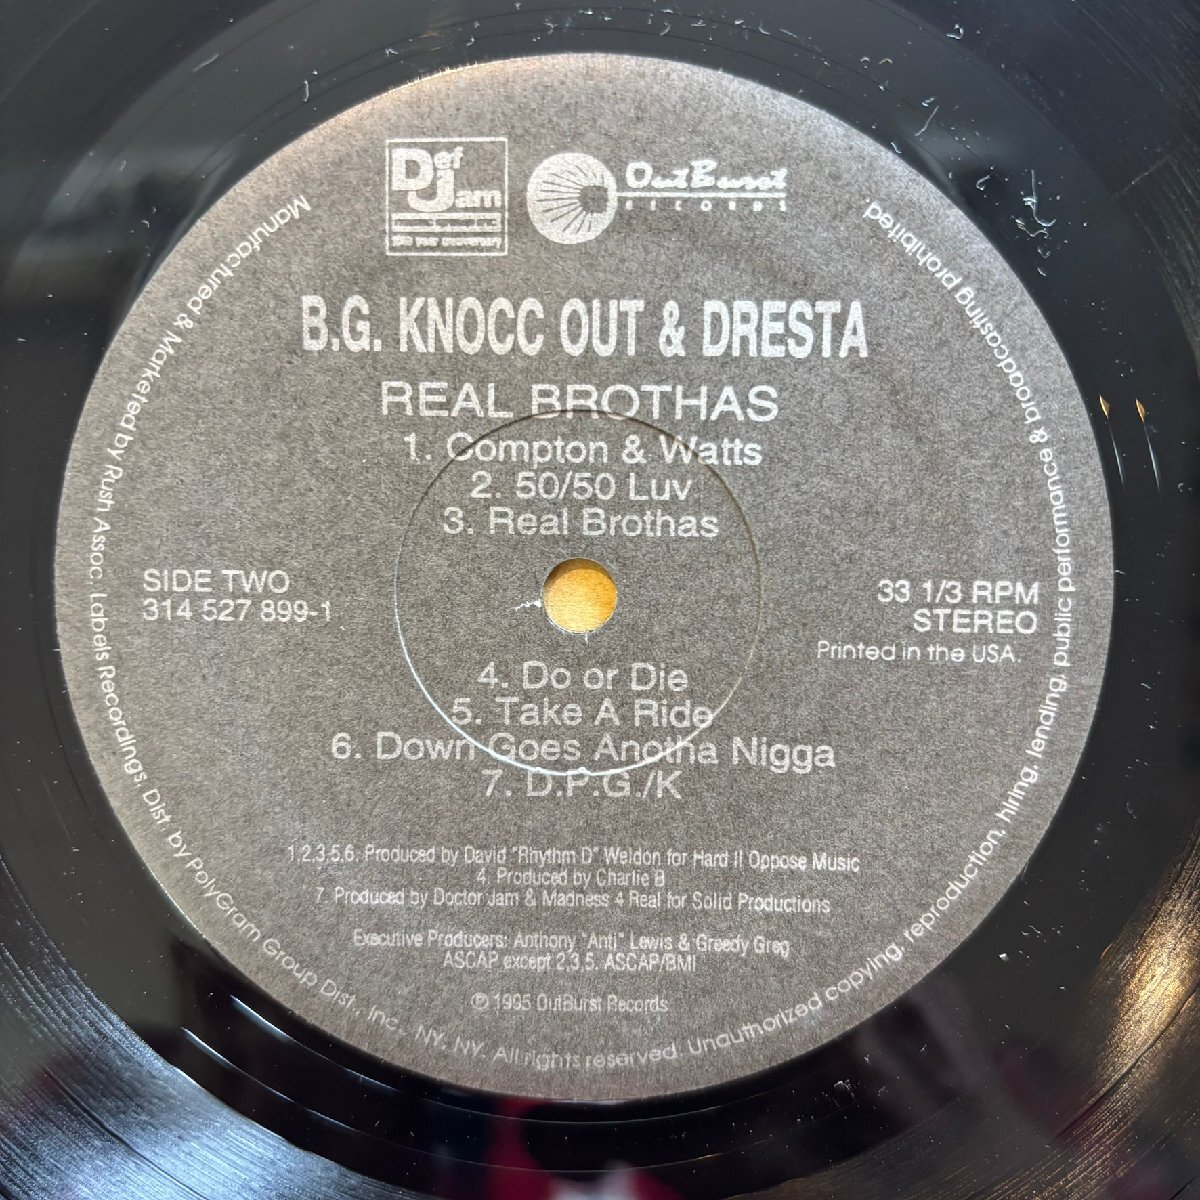 Def
Jam
OutBurst
RECORDS
B.G. KNOCC OUT & DRESTA
REAL BROTHAS
1. Compton & Watts
2. 50/50 Luv
3. Real Brothas
SIDE TWO
314 527 899-1
33 1/3 RPM
STEREO
Printed in the USA.
4. Do or Die
5. Take A Ride
6. Down Goes Anotha Nigga
7. D.P.G./K
1,2,3,5,6. Produced by David "Rhythm D" Weldon for Hard II Oppose Music
4. Produced by Charlie B
7. Produced by Doctor Jam & Madness 4 Real for Solid Productions
Executive Producers: Anthony "Anti" Lewis & Greedy Greg
ASCAP except 2,3,5. ASCAP/BMI
℗ 1995 OutBurst Records
Manufactured & Marketed by Rush Assoc. Labels Recordings, Dist. by PolyGram Group Dist., Inc., NY, NY. All rights reserved. Unauthorized copying, reproduction, hiring, lending, public performance & broadcasting prohibited.